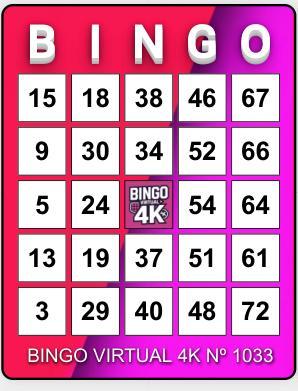 B I N G O
15 18 38 46 67
9 30 34 52 66
5 24 BINGO VIRTUAL 4K 54 64
13 19 37 51 61
3 29 40 48 72
BINGO VIRTUAL 4K Nº 1033